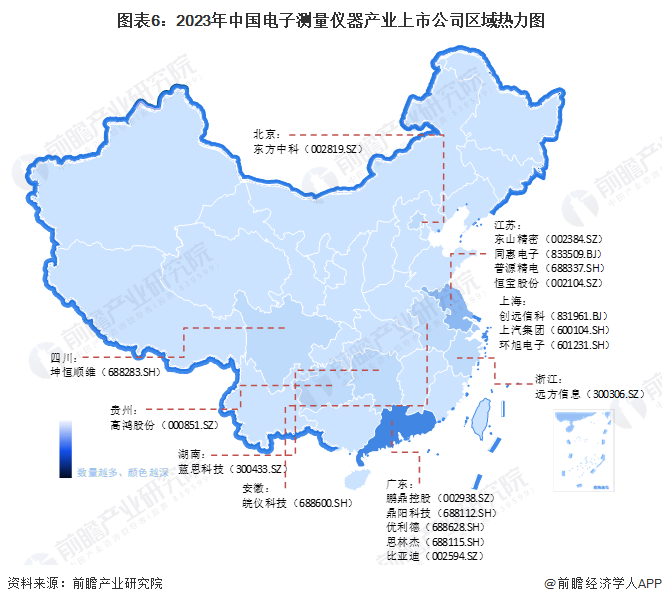 图表6：2023年中国电子测量仪器产业上市公司区域热力图
北京：
东方中科（002819.SZ）
江苏：
东山精密（002384.SZ）
同惠电子（833509.BJ）
普源精电（688337.SH）
恒宝股份（002104.SZ）
上海：
创远信科（831961.BJ）
上汽集团（600104.SH）
环旭电子（601231.SH）
四川：
坤恒顺维（688283.SH）
浙江：
远方信息（300306.SZ）
贵州：
高鸿股份（000851.SZ）
湖南：
蓝思科技（300433.SZ）
数量越多、颜色越深
安徽：
皖仪科技（688600.SH）
广东：
鹏鼎控股（002938.SZ）
鼎阳科技（688112.SH）
优利德（688628.SH）
思林杰（688115.SH）
比亚迪（002594.SZ）
资料来源：前瞻产业研究院
@前瞻经济学人APP
前瞻产业研究院